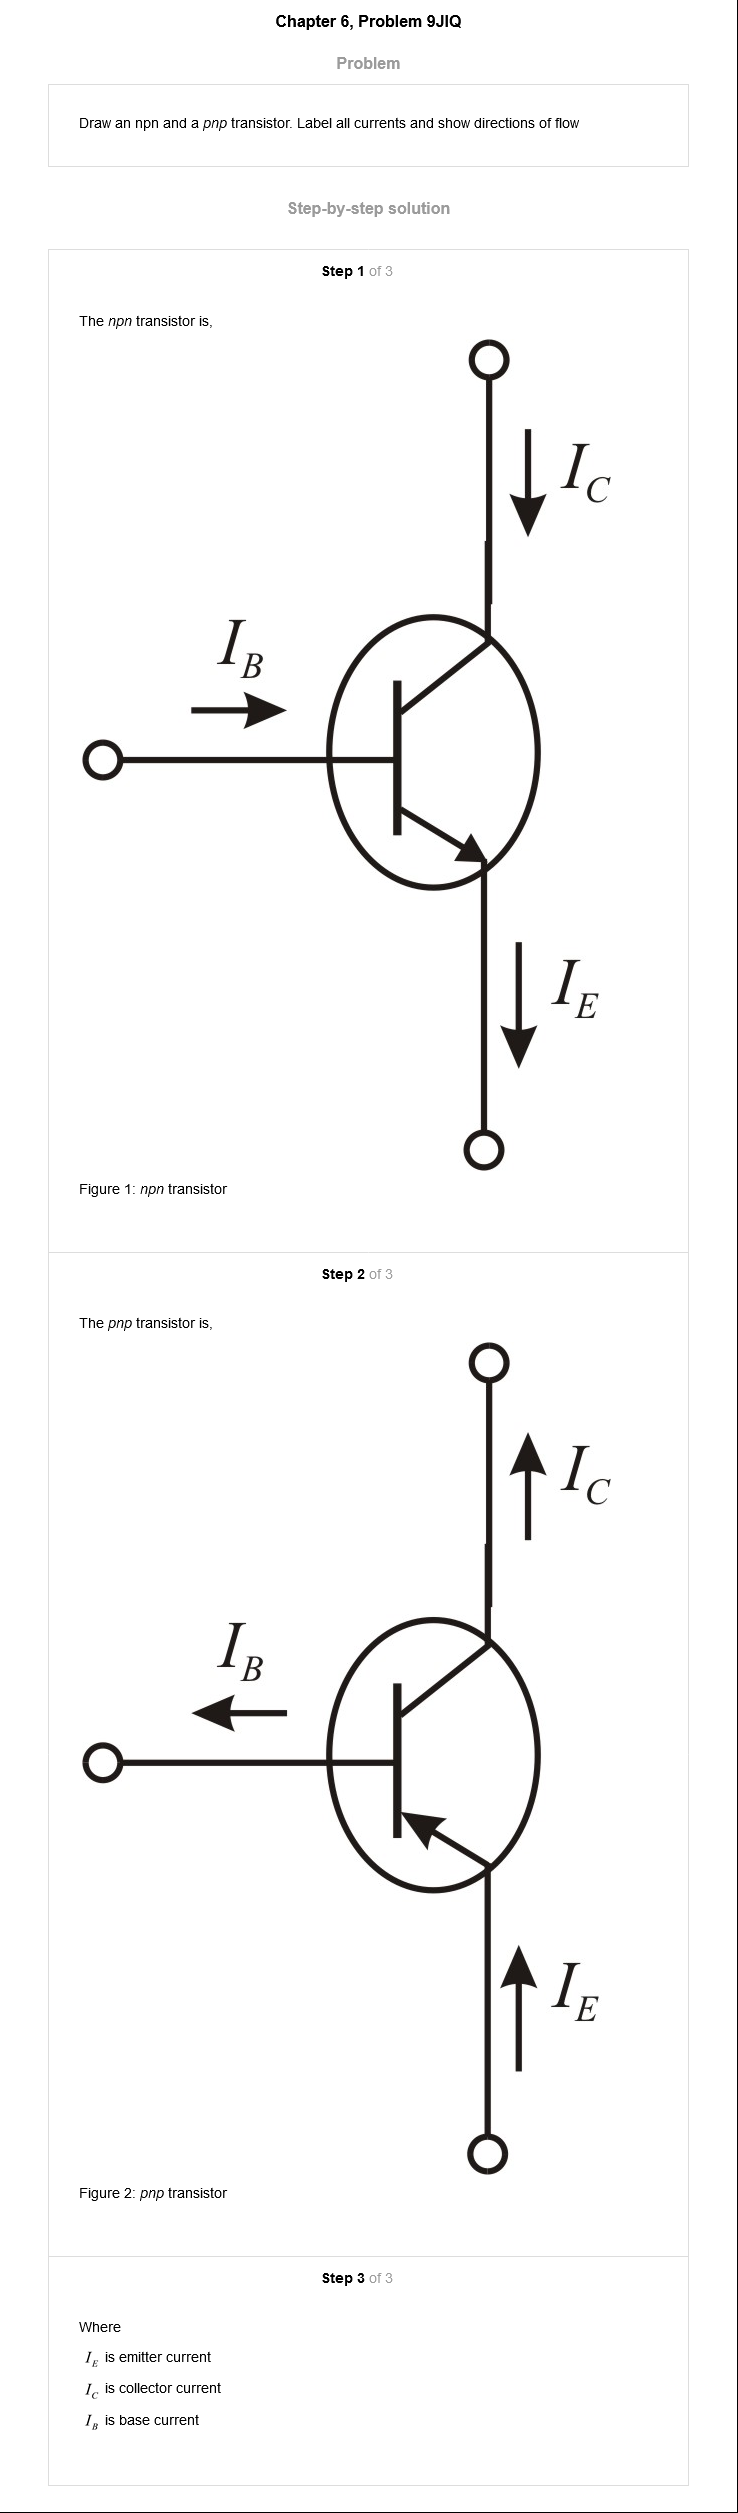 Chapter 6, Problem 9JIQ
Problem
Draw an npn and a pnp transistor. Label all currents and show directions of flow
Step-by-step solution
Step 1 of 3
The npn transistor is,
I_C
I_B
I_E
Figure 1: npn transistor
Step 2 of 3
The pnp transistor is,
I_C
I_B
I_E
Figure 2: pnp transistor
Step 3 of 3
Where
I_E is emitter current
I_C is collector current
I_B is base current